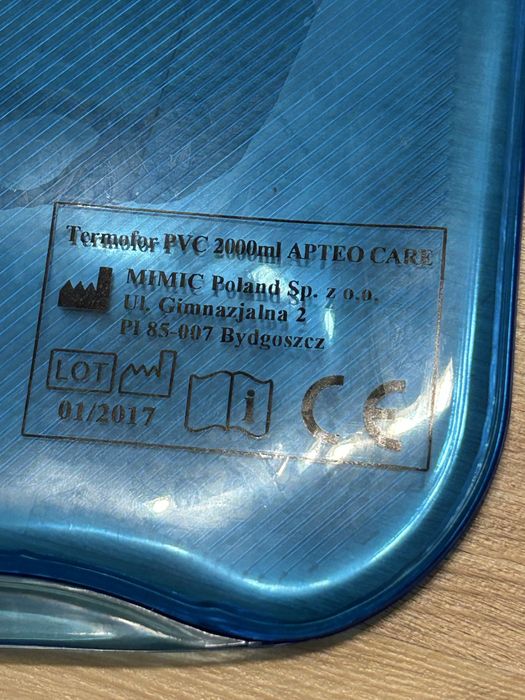 Termofor PVC 2000ml APTEO CARE
MIMIC Poland Sp. z o.o.
Ul. Gimnazjalna 2
Pl 85-007 Bydgoszcz
LOT
01/2017
i
CE